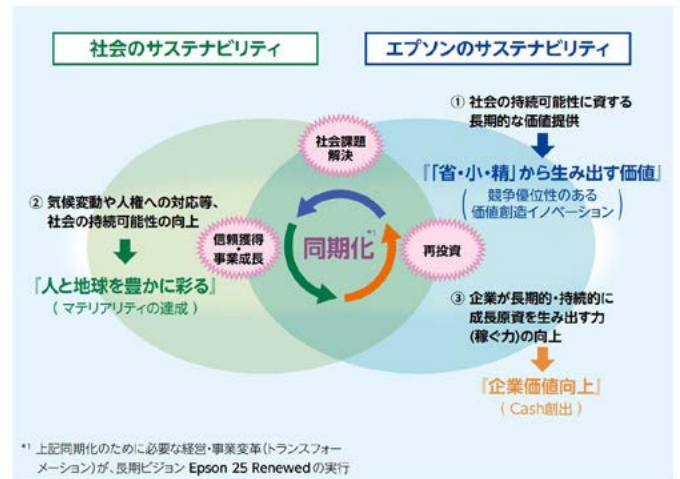 社会のサステナビリティ
エプソンのサステナビリティ
① 社会の持続可能性に資する
長期的な価値提供
『「省・小・精」から生み出す価値』
(競争優位性のある
価値創造イノベーション)
社会課題
解決
② 気候変動や人権への対応等、
社会の持続可能性の向上
『人と地球を豊かに彩る』
(マテリアリティの達成)
信頼獲得
・
事業成長
同期化*1
再投資
③ 企業が長期的・持続的に
成長原資を生み出す力
(稼ぐ力)の向上
『企業価値向上』
(Cash創出)
*1 上記同期化のために必要な経営・事業変革(トランスフォー
メーション)が、長期ビジョン Epson 25 Renewedの実行